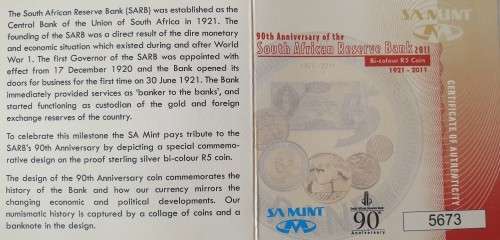 The South African Reserve Bank (SARB) was established as the
Central Bank of the Union of South Africa in 1921. The
founding of the SARB was a direct result of the dire monetary
and economic situation which existed during and after World
War 1. The first Governor of the SARB was appointed with
effect from 17 December 1920 and the Bank opened its
doors for business for the first time on 30 June 1921. The Bank
immediately provided services as 'banker to the banks', and
started functioning as custodian of the gold and foreign
exchange reserves of the country.
To celebrate this milestone the SA Mint pays tribute to the
SARB's 90th Anniversary by depicting a special commemo-
rative design on the proof sterling silver bi-colour R5 coin.
The design of the 90th Anniversary coin commemorates the
history of the Bank and how our currency mirrors the
changing economic and political developments. Our
numismatic history is captured by a collage of coins and a
banknote in the design.
SA MINT
90th Anniversary of the
South African Reserve Bank 2011
Bi-colour R5 Coin
1921 - 2011
CERTIFICATE OF AUTHENTICITY
SA MINT
90
Anniversary
5673